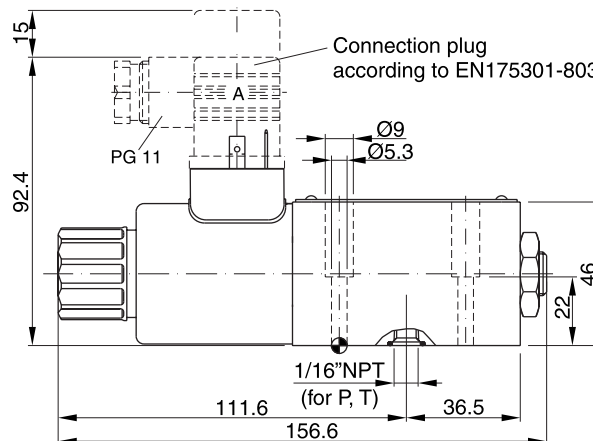 15
Connection plug
according to EN175301-803
A
PG 11
Ø9
Ø5.3
92.4
46
22
1/16”NPT
(for P, T)
111.6
36.5
156.6